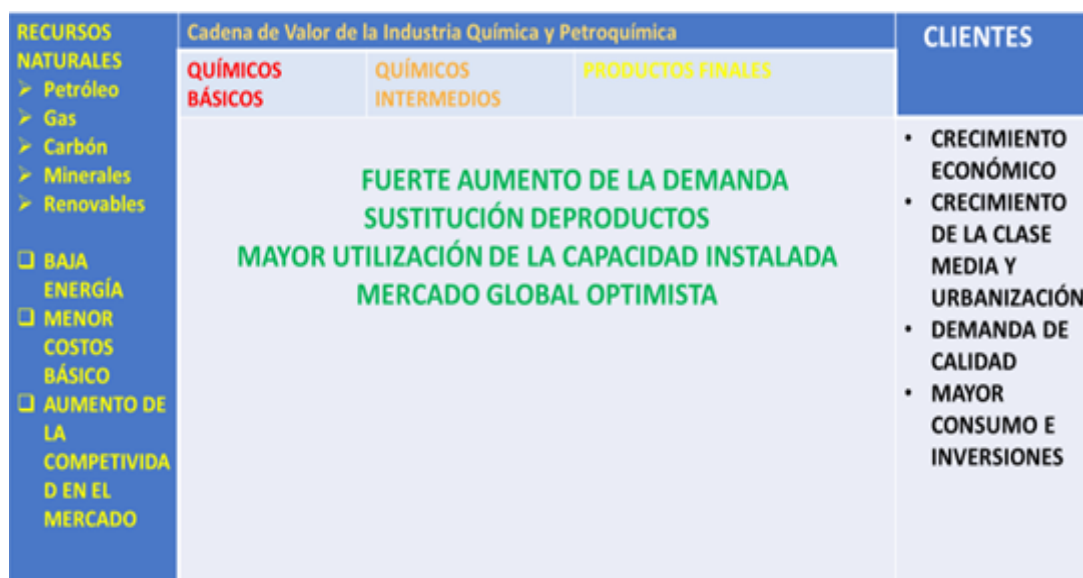 RECURSOS
NATURALES
Petróleo
Gas
Carbón
Minerales
Renovables
BAJA
ENERGÍA
MENOR
COSTOS
BÁSICO
AUMENTO DE
LA
COMPETIVIDA
D EN EL
MERCADO
Cadena de Valor de la Industria Química y Petroquímica
QUÍMICOS
BÁSICOS
QUÍMICOS
INTERMEDIOS
PRODUCTOS FINALES
FUERTE AUMENTO DE LA DEMANDA
SUSTITUCIÓN DEPRODUCTOS
MAYOR UTILIZACIÓN DE LA CAPACIDAD INSTALADA
MERCADO GLOBAL OPTIMISTA
CLIENTES
• CRECIMIENTO
ECONÓMICO
• CRECIMIENTO
DE LA CLASE
MEDIA Y
URBANIZACIÓN
• DEMANDA DE
CALIDAD
• MAYOR
CONSUMO E
INVERSIONES